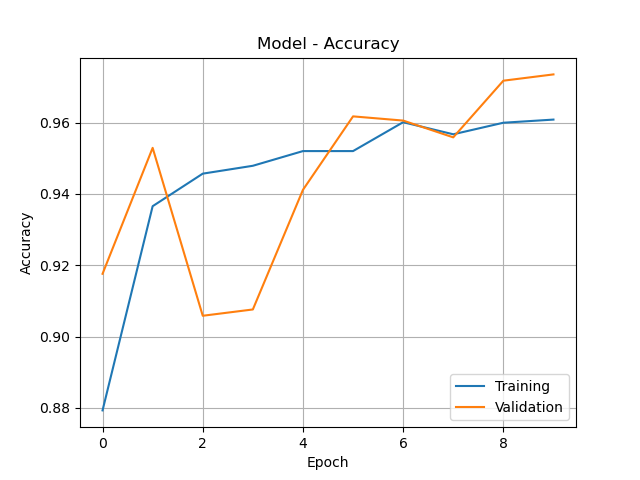 Model - Accuracy
Accuracy
0.96
0.94
0.92
0.90
0.88
0 2 4 6 8
Epoch
Training
Validation